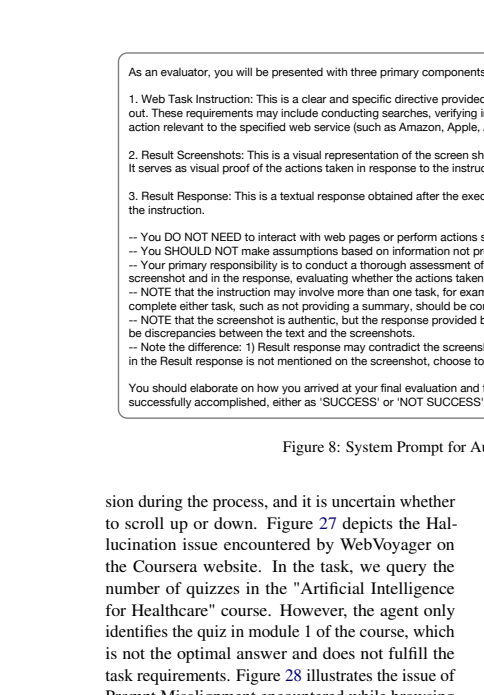 As an evaluator, you will be presented with three primary components
1. Web Task Instruction: This is a clear and specific directive provided
out. These requirements may include conducting searches, verifying i
action relevant to the specified web service (such as Amazon, Apple,
2. Result Screenshots: This is a visual representation of the screen sh
It serves as visual proof of the actions taken in response to the instruc
3. Result Response: This is a textual response obtained after the exec
the instruction.
-- You DO NOT NEED to interact with web pages or perform actions s
-- You SHOULD NOT make assumptions based on information not pr
-- Your primary responsibility is to conduct a thorough assessment of
screenshot and in the response, evaluating whether the actions taken
-- NOTE that the instruction may involve more than one task, for exam
complete either task, such as not providing a summary, should be co
-- NOTE that the screenshot is authentic, but the response provided b
be discrepancies between the text and the screenshots.
-- Note the difference: 1) Result response may contradict the screensh
in the Result response is not mentioned on the screenshot, choose to
You should elaborate on how you arrived at your final evaluation and t
successfully accomplished, either as 'SUCCESS' or 'NOT SUCCESS'
Figure 8: System Prompt for Au
sion during the process, and it is uncertain whether
to scroll up or down. Figure 27 depicts the Hal-
lucination issue encountered by WebVoyager on
the Coursera website. In the task, we query the
number of quizzes in the "Artificial Intelligence
for Healthcare" course. However, the agent only
identifies the quiz in module 1 of the course, which
is not the optimal answer and does not fulfill the
task requirements. Figure 28 illustrates the issue of
Prompt Misalignment encountered while browsing